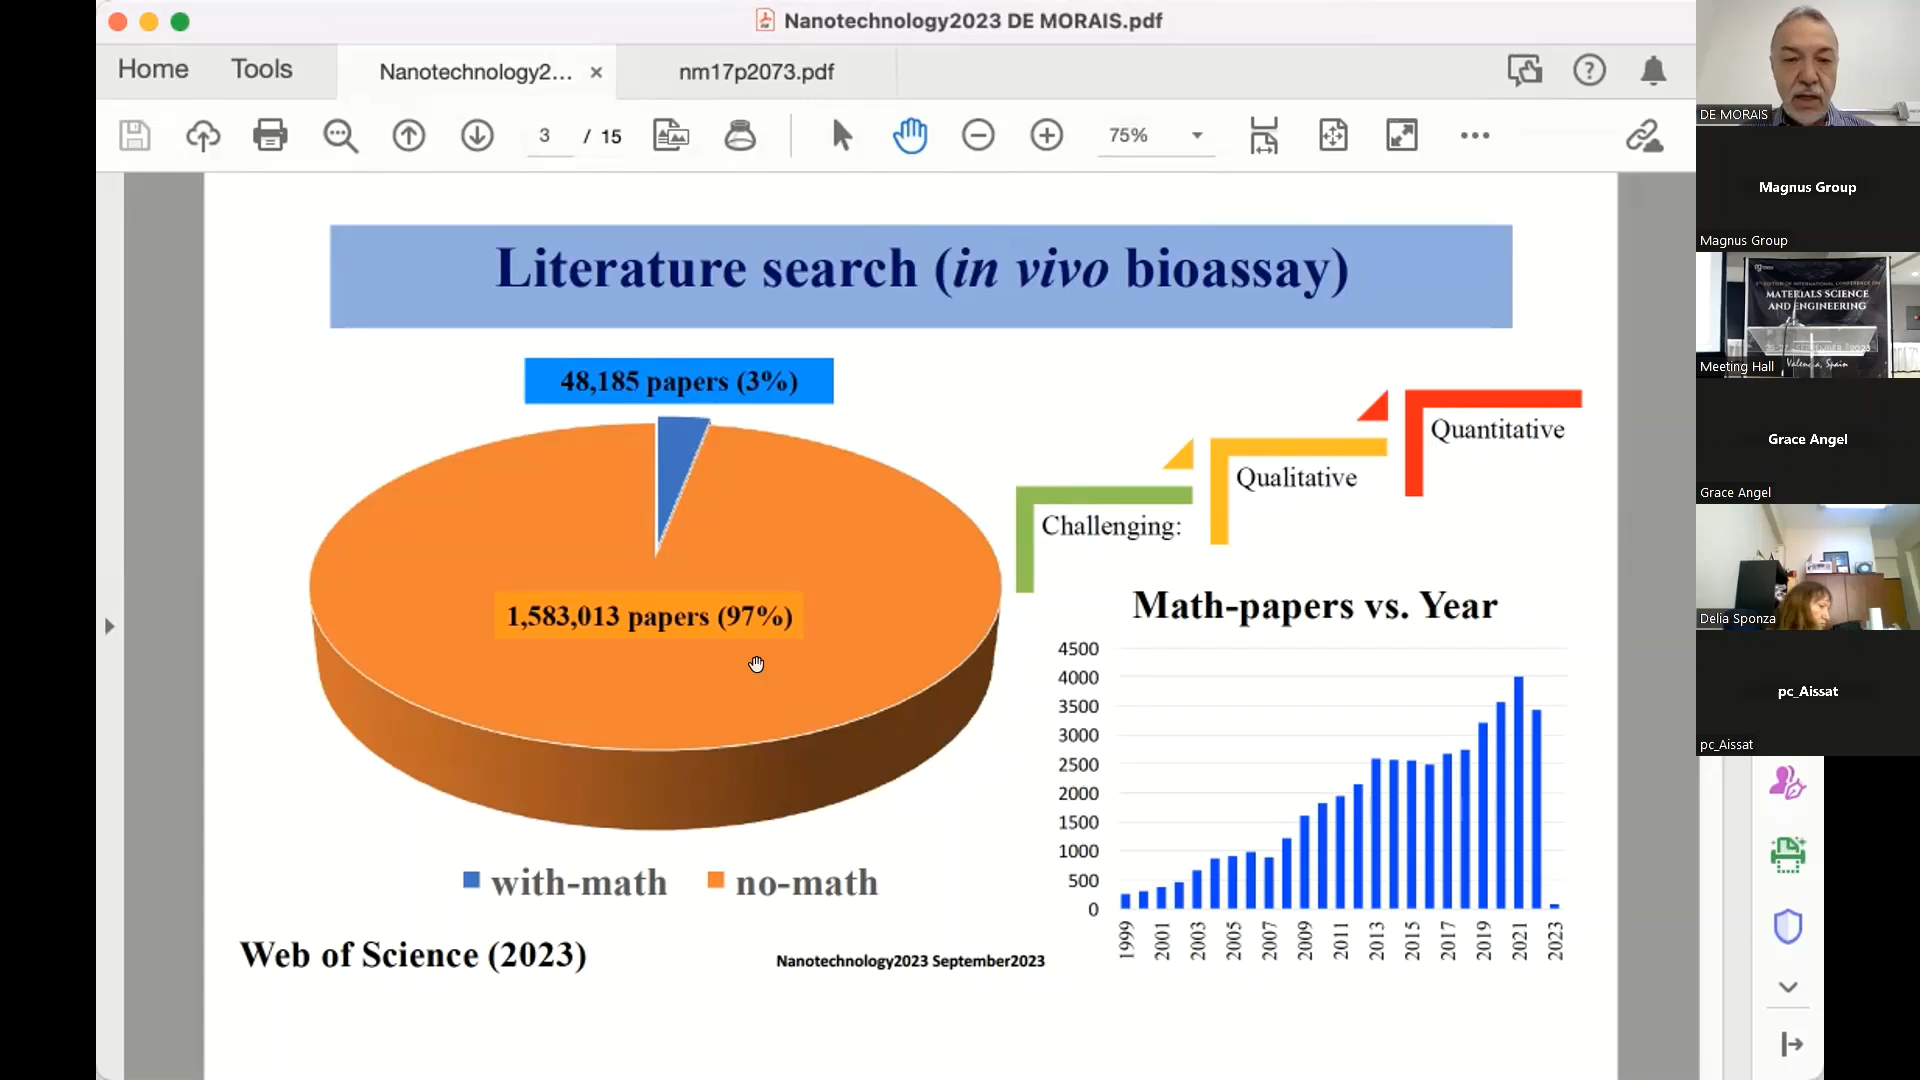 Nanotechnology2023 DE MORAIS.pdf
Home
Tools
Nanotechnology2...
nm17p2073.pdf
3 / 15
75%
Literature search (in vivo bioassay)
48,185 papers (3%)
1,583,013 papers (97%)
with-math
no-math
Web of Science (2023)
Nanotechnology2023 September2023
Challenging:
Qualitative
Quantitative
Math-papers vs. Year
4500
4000
3500
3000
2500
2000
1500
1000
500
0
1999
2001
2003
2005
2007
2009
2011
2013
2015
2017
2019
2021
2023
DE MORAIS
Magnus Group
Magnus Group
MATERIALS SCIENCE
AND ENGINEERING
Valencia, Spain
Meeting Hall
Grace Angel
Grace Angel
Delia Sponza
pc_Aissat
pc_Aissat